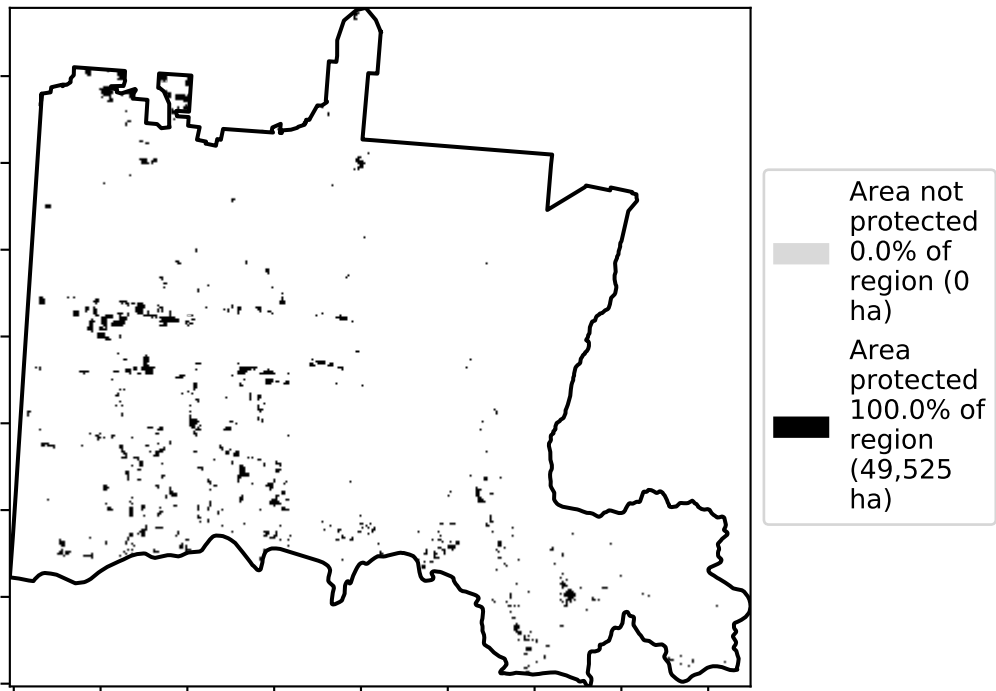 Area not
protected
0.0% of
region (0
ha)
Area
protected
100.0% of
region
(49,525
ha)